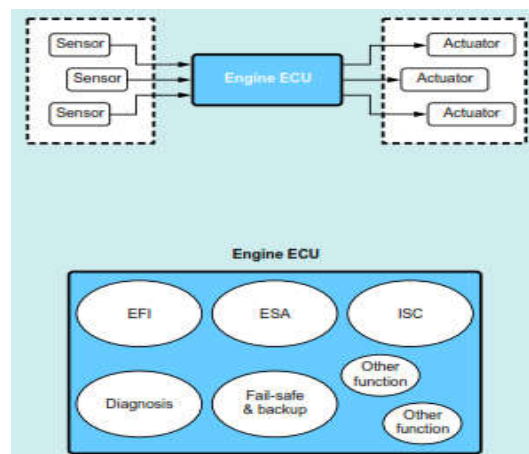 Sensor
Sensor
Sensor
Engine ECU
Actuator
Actuator
Actuator
Engine ECU
EFI
ESA
ISC
Diagnosis
Fail-safe
& backup
Other
function
Other
function